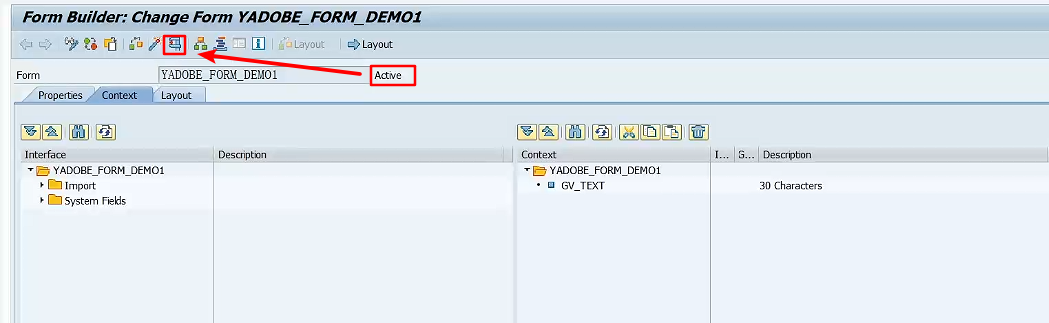 Form Builder: Change Form YADOBE_FORM_DEMO1
Layout Layout
Form YADOBE_FORM_DEMO1 Active
Properties Context Layout
Interface Description Context I... S... Description
YADOBE_FORM_DEMO1 YADOBE_FORM_DEMO1
Import GV_TEXT 30 Characters
System Fields